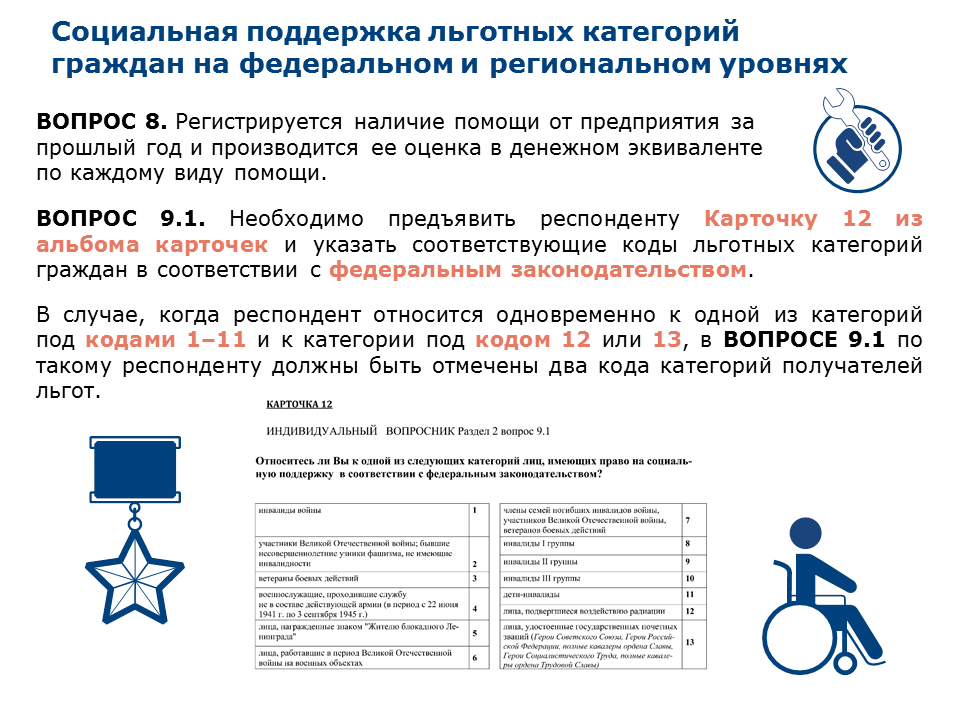 Социальная поддержка льготных категорий
граждан на федеральном и региональном уровнях
ВОПРОС 8. Регистрируется наличие помощи от предприятия за
прошлый год и производится ее оценка в денежном эквиваленте
по каждому виду помощи.
ВОПРОС 9.1. Необходимо предъявить респонденту Карточку 12 из
альбома карточек и указать соответствующие коды льготных категорий
граждан в соответствии с федеральным законодательством.
В случае, когда респондент относится одновременно к одной из категорий
под кодами 1–11 и к категории под кодом 12 или 13, в ВОПРОСЕ 9.1 по
такому респонденту должны быть отмечены два кода категорий получателей
льгот.
КАРТОЧКА 12
ИНДИВИДУАЛЬНЫЙ ВОПРОСНИК Раздел 2 вопрос 9.1
Относитесь ли Вы к одной из следующих категорий лиц, имеющих право на социаль-
ную поддержку в соответствии с федеральным законодательством?
инвалиды войны 1
участники Великой Отечественной войны; бывшие
несовершеннолетние узники фашизма, не имеющие
инвалидности 2
ветераны боевых действий 3
военнослужащие, проходившие службу
не в составе действующей армии (в период с 22 июня
1941 г. по 3 сентября 1945 г.) 4
лица, награжденные знаком "Жителю блокадного Ле-
нинграда" 5
лица, работавшие в период Великой Отечественной
войны на военных объектах 6
члены семей погибших инвалидов войны,
участников Великой Отечественной войны,
ветеранов боевых действий 7
инвалиды I группы 8
инвалиды II группы 9
инвалиды III группы 10
дети-инвалиды 11
лица, подвергшиеся воздействию радиации 12
лица, удостоенные государственных почетных
званий (Герои Советского Союза, Герои Россий-
ской Федерации, полные кавалеры ордена Славы,
Герои Социалистического Труда, полные кавале-
ры ордена Трудовой Славы) 13